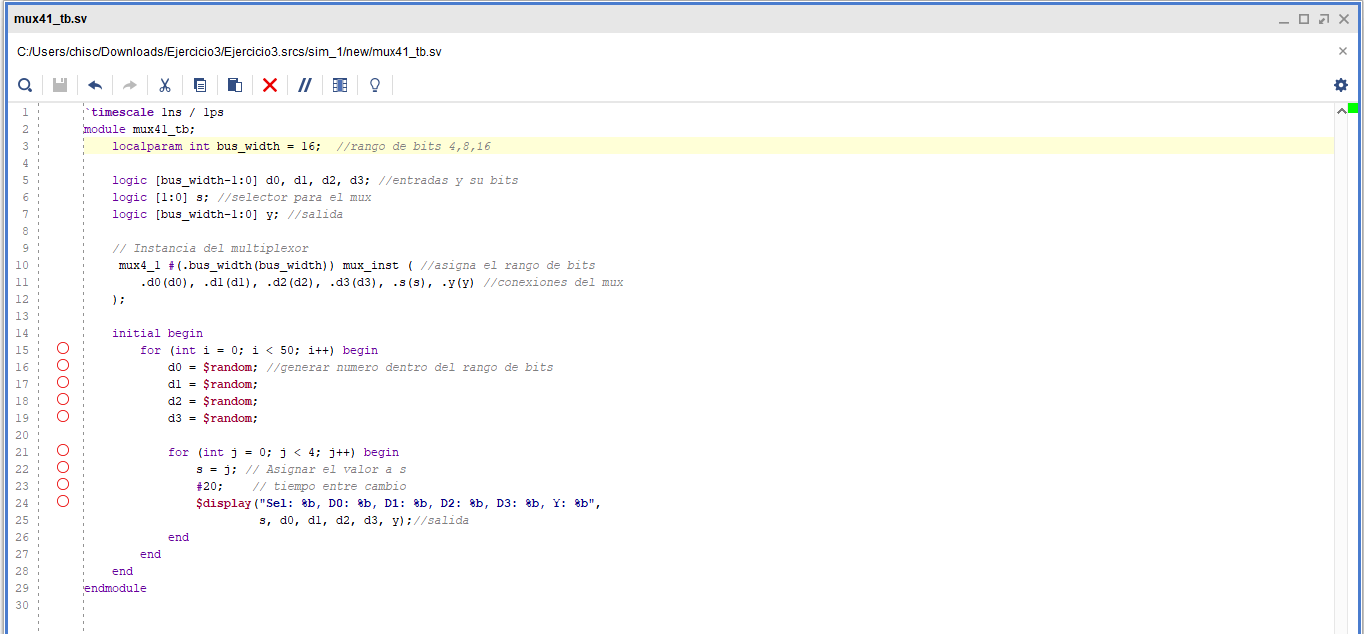 mux41_tb.sv
C:/Users/chisc/Downloads/Ejercicio3/Ejercicio3.srcs/sim_1/new/mux41_tb.sv
1 `timescale 1ns / 1ps
2 module mux41_tb;
3 localparam int bus_width = 16; //rango de bits 4,8,16
4
5 logic [bus_width-1:0] d0, d1, d2, d3; //entradas y su bits
6 logic [1:0] s; //selector para el mux
7 logic [bus_width-1:0] y; //salida
8
9 // Instancia del multiplexor
10 mux4_1 #(.bus_width(bus_width)) mux_inst ( //asigna el rango de bits
11 .d0(d0), .d1(d1), .d2(d2), .d3(d3), .s(s), .y(y) //conexiones del mux
12 );
13
14 initial begin
15 for (int i = 0; i < 50; i++) begin
16 d0 = $random; //generar numero dentro del rango de bits
17 d1 = $random;
18 d2 = $random;
19 d3 = $random;
20
21 for (int j = 0; j < 4; j++) begin
22 s = j; // Asignar el valor a s
23 #20; // tiempo entre cambio
24 $display("Sel: %b, D0: %b, D1: %b, D2: %b, D3: %b, Y: %b",
25 s, d0, d1, d2, d3, y);//salida
26 end
27 end
28 end
29 endmodule
30